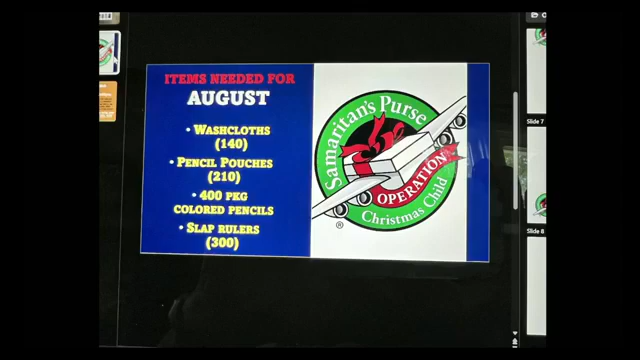 ITEMS NEEDED FOR
AUGUST
• WASHCLOTHS
(140)
• PENCIL POUCHES
(210)
• 400 PKG
COLORED PENCILS
• SLAP RULERS
(300)
Samaritan's Purse
OPERATION
Christmas Child
®
Slide 7
Slide 8